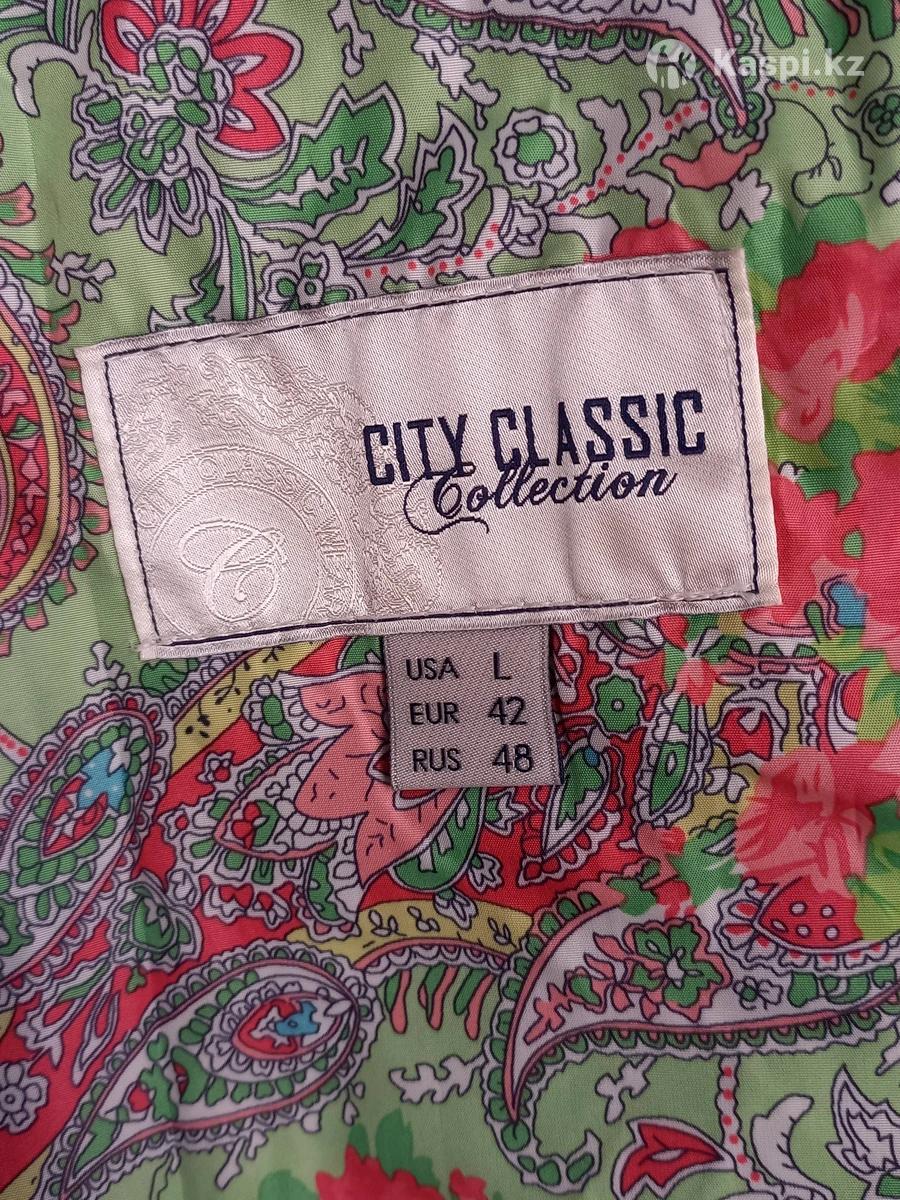 Kaspi.kz
CITY CLASSIC
Collection
USA L
EUR 42
RUS 48